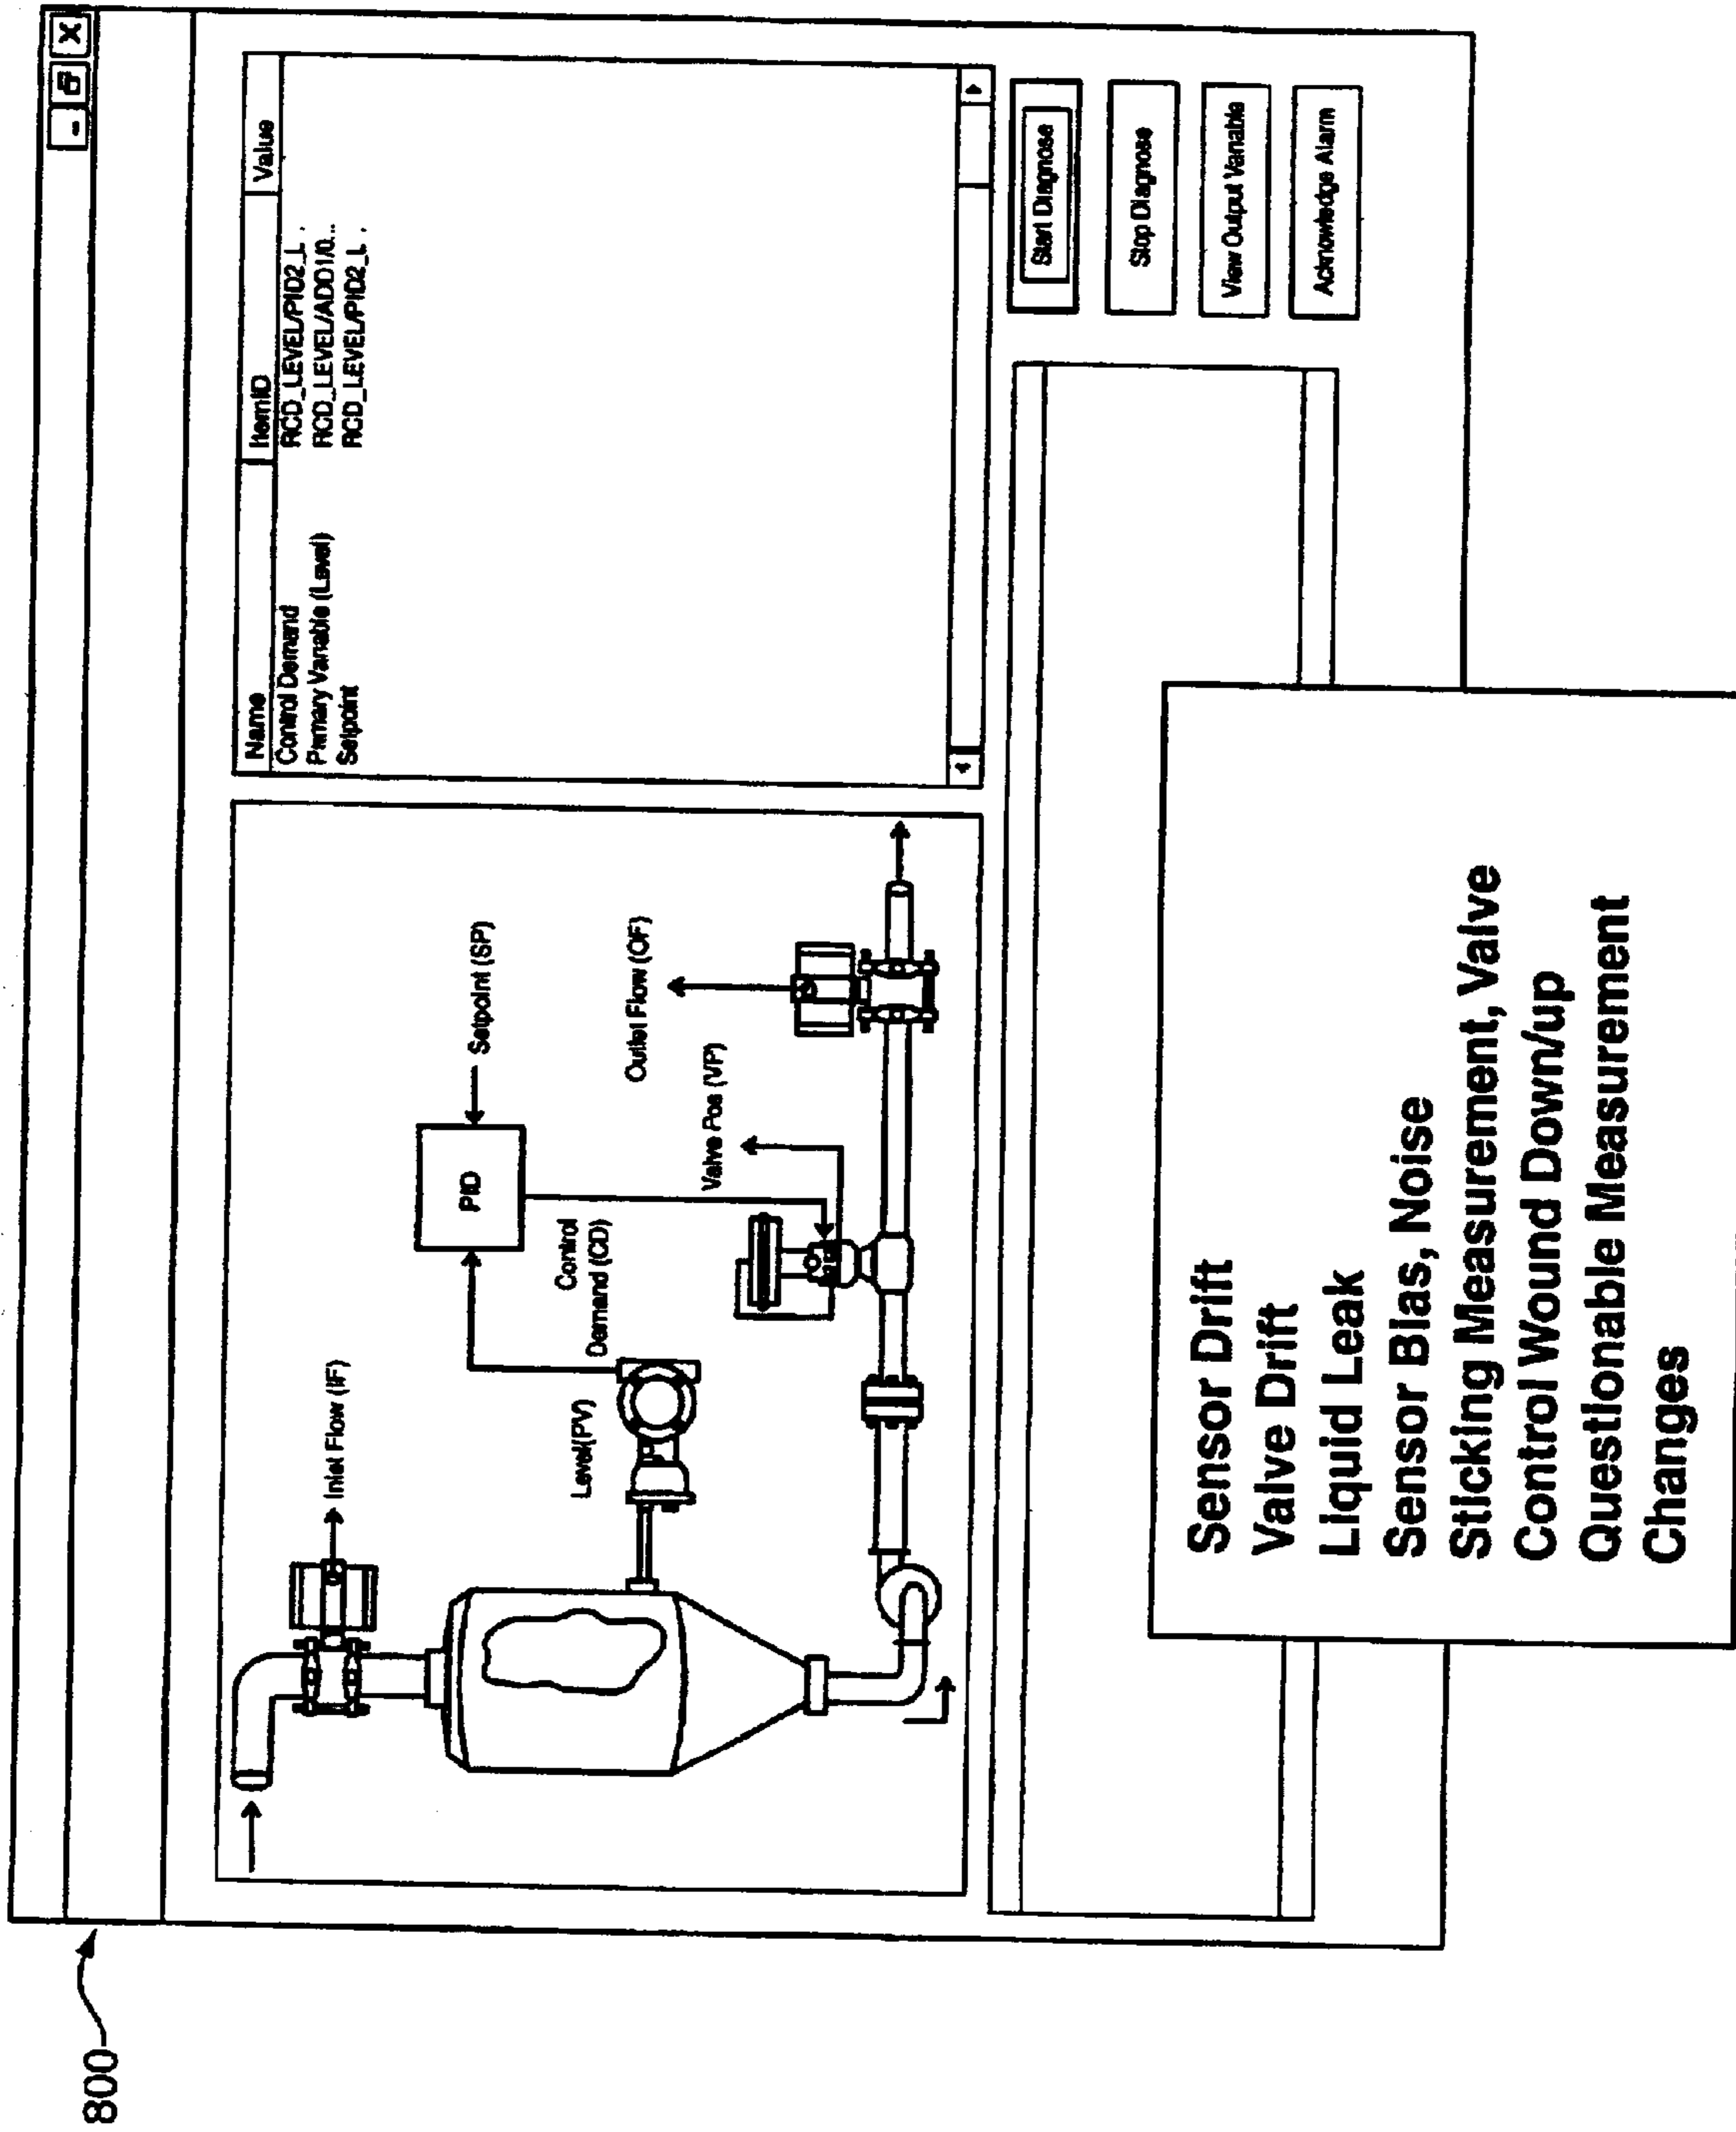 800
Name ItemID Value
Control Demand RCD_LEVEL/PID2_L .
Primary Variable (Level) RCD_LEVEL/ADD1/0...
Setpoint RCD_LEVEL/PID2_L .
Inlet Flow (IF)
Level(PV)
PID
Setpoint (SP)
Control
Demand (CD)
Valve Pos (VP)
Outlet Flow (OF)
Start Diagnose
Stop Diagnose
View Output Variable
Acknowledge Alarm
Sensor Drift
Valve Drift
Liquid Leak
Sensor Bias, Noise
Sticking Measurement, Valve
Control Wound Down/up
Questionable Measurement
Changes